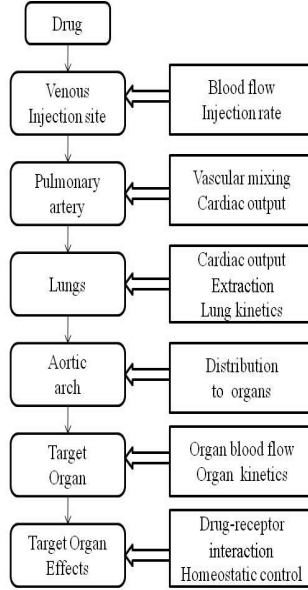 Drug
Venous
Injection site
Blood flow
Injection rate
Pulmonary
artery
Vascular mixing
Cardiac output
Lungs
Cardiac output
Extraction
Lung kinetics
Aortic
arch
Distribution
to organs
Target
Organ
Organ blood flow
Organ kinetics
Target Organ
Effects
Drug-receptor
interaction
Homeostatic control